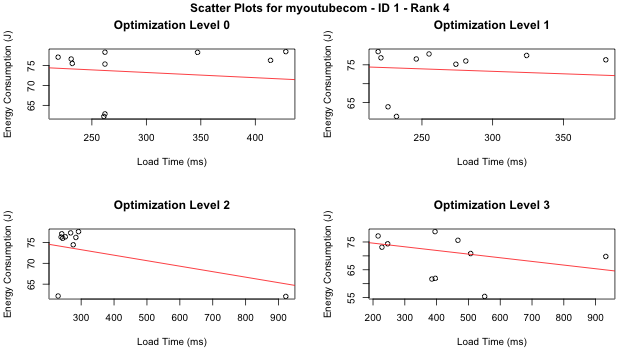 Scatter Plots for myoutubecom - ID 1 - Rank 4
Optimization Level 0
Energy Consumption (J)
65 70 75
250 300 350 400
Load Time (ms)
Optimization Level 1
Energy Consumption (J)
65 75
250 300 350
Load Time (ms)
Optimization Level 2
Energy Consumption (J)
65 70 75
300 400 500 600 700 800 900
Load Time (ms)
Optimization Level 3
Energy Consumption (J)
55 65 75
200 300 400 500 600 700 800 900
Load Time (ms)